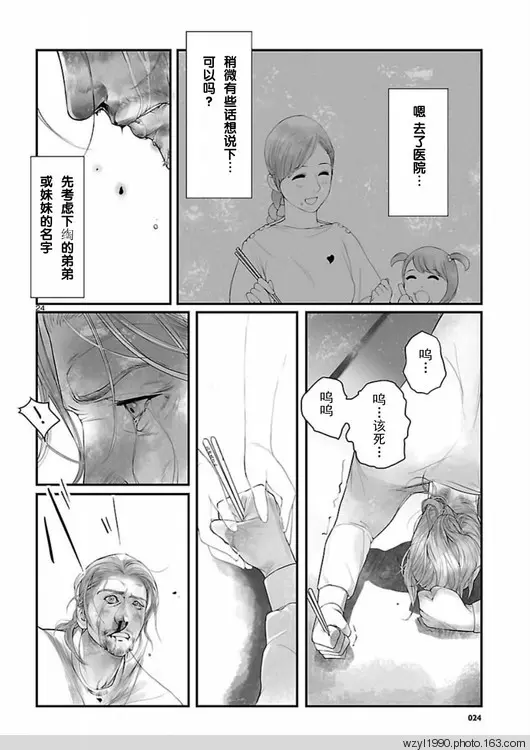 嗯 去了医院…
稍微有些话想说下…
可以吗？
先考虑下绹的弟弟
或妹妹的名字
24
呜…
呜…该死…
呜…
呜呜
！
024
wzyl1990.photo.163.com